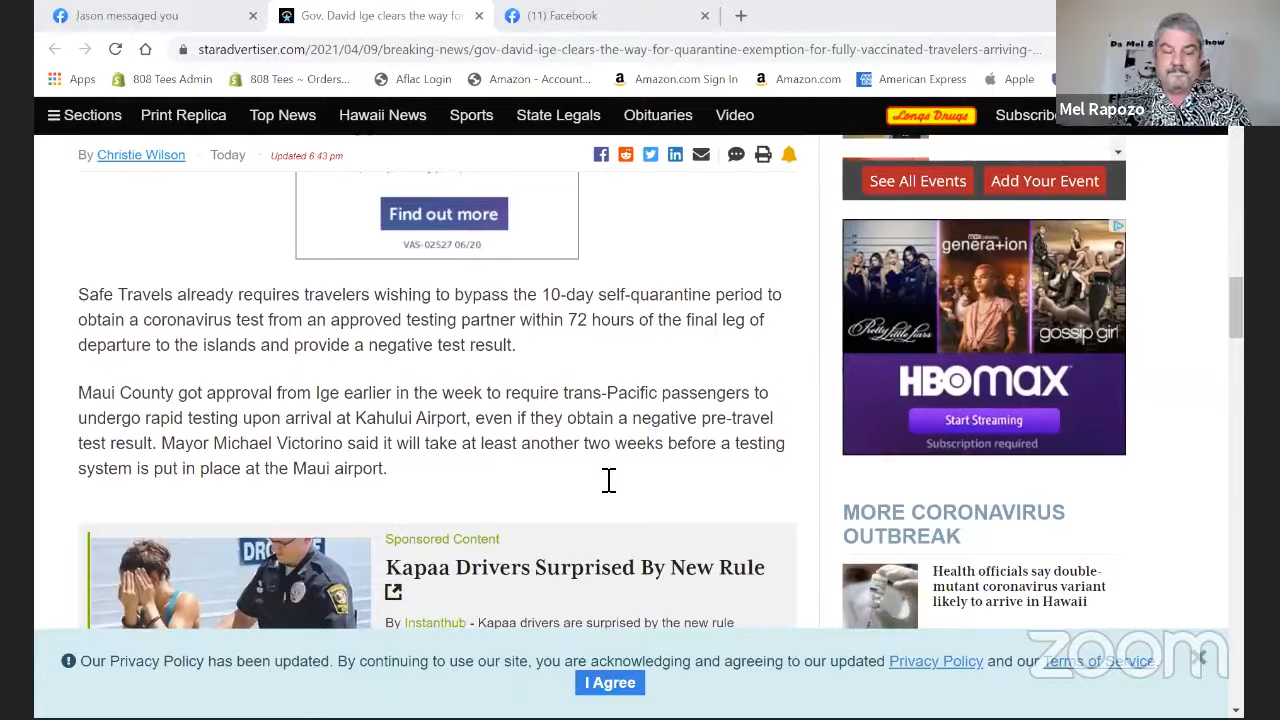 Jason messaged you
Gov. David Ige clears the way for
(11) Facebook
staradvertiser.com/2021/04/09/breaking-news/gov-david-ige-clears-the-way-for-quarantine-exemption-for-fully-vaccinated-travelers-arriving-...
Apps
808 Tees Admin
808 Tees ~ Orders...
Aflac Login
Amazon - Account...
Amazon.com Sign In
Amazon.com
American Express
Apple
Da Mel
Show
Mel Rapozo
Sections
Print Replica
Top News
Hawaii News
Sports
State Legals
Obituaries
Video
Longs Drugs
Subscribe
By Christie Wilson
Today
Updated 6:43 pm
See All Events
Add Your Event
Find out more
VAS-02527 06/20
Safe Travels already requires travelers wishing to bypass the 10-day self-quarantine period to
obtain a coronavirus test from an approved testing partner within 72 hours of the final leg of
departure to the islands and provide a negative test result.
Maui County got approval from Ige earlier in the week to require trans-Pacific passengers to
undergo rapid testing upon arrival at Kahului Airport, even if they obtain a negative pre-travel
test result. Mayor Michael Victorino said it will take at least another two weeks before a testing
system is put in place at the Maui airport.
max original
genera+ion
Pretty little liars
gossip girl
HBOmax
Start Streaming
Subscription required
MORE CORONAVIRUS
OUTBREAK
Health officials say double-
mutant coronavirus variant
likely to arrive in Hawaii
Sponsored Content
Kapaa Drivers Surprised By New Rule
By Instanthub - Kapaa drivers are surprised by the new rule
Our Privacy Policy has been updated. By continuing to use our site, you are acknowledging and agreeing to our updated Privacy Policy and our Terms of Service.
I Agree
zoom